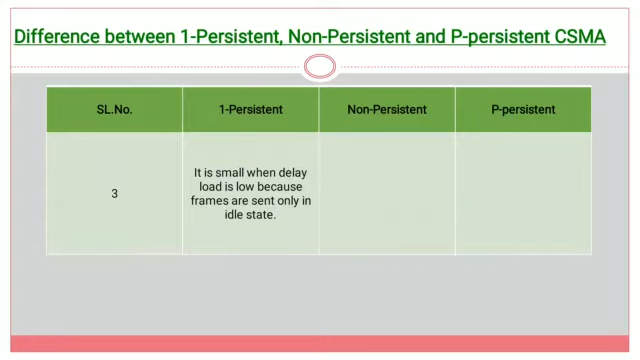 Difference between 1-Persistent, Non-Persistent and P-persistent CSMA
SL.No. 1-Persistent Non-Persistent P-persistent
3
It is small when delay
load is low because
frames are sent only in
idle state.